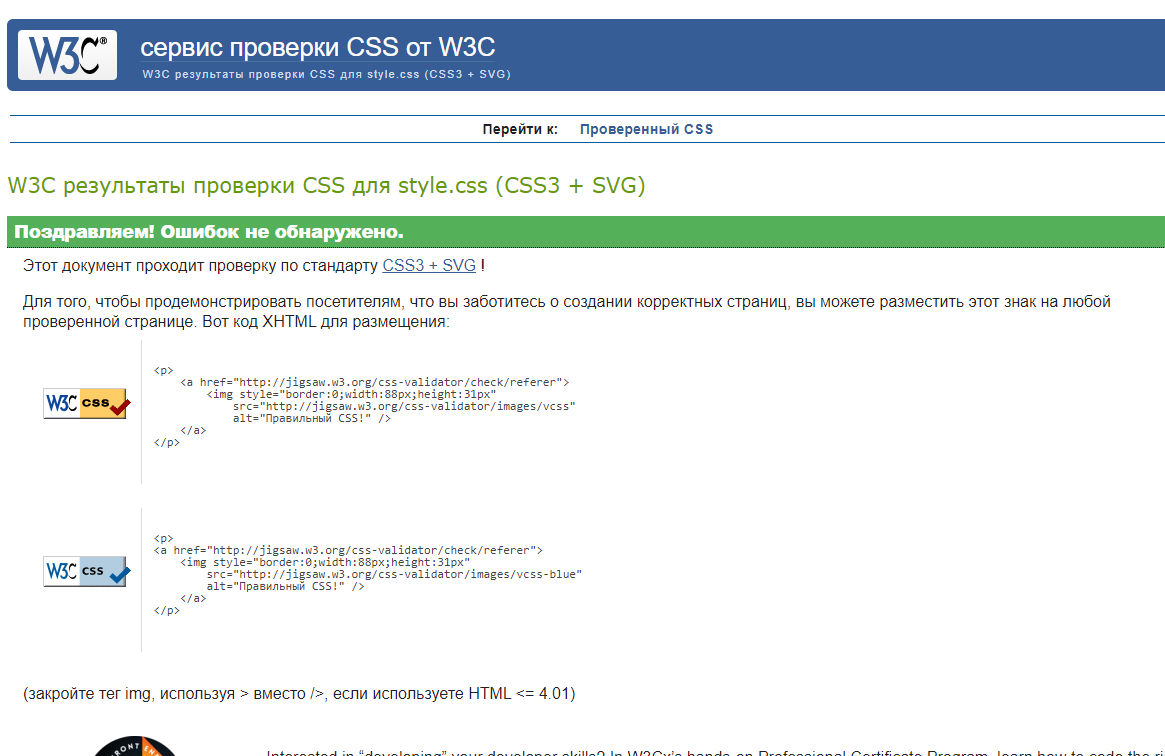 W3C®
сервис проверки CSS от W3C
W3C результаты проверки CSS для style.css (CSS3 + SVG)
Перейти к: Проверенный CSS
W3C результаты проверки CSS для style.css (CSS3 + SVG)
Поздравляем! Ошибок не обнаружено.
Этот документ проходит проверку по стандарту CSS3 + SVG !
Для того, чтобы продемонстрировать посетителям, что вы заботитесь о создании корректных страниц, вы можете разместить этот знак на любой
проверенной странице. Вот код XHTML для размещения:
<p>
<a href="http://jigsaw.w3.org/css-validator/check/referer">
<img style="border:0;width:88px;height:31px"
src="http://jigsaw.w3.org/css-validator/images/vcss"
alt="Правильный CSS!" />
</a>
</p>
W3C css
<p>
<a href="http://jigsaw.w3.org/css-validator/check/referer">
<img style="border:0;width:88px;height:31px"
src="http://jigsaw.w3.org/css-validator/images/vcss-blue"
alt="Правильный CSS!" />
</a>
</p>
W3C css
(закройте тег img, используя > вместо />, если используете HTML <= 4.01)
Interested in “developing” your developer skills? In W3Cx’s hands-on Professional Certificate Program, learn how to code the